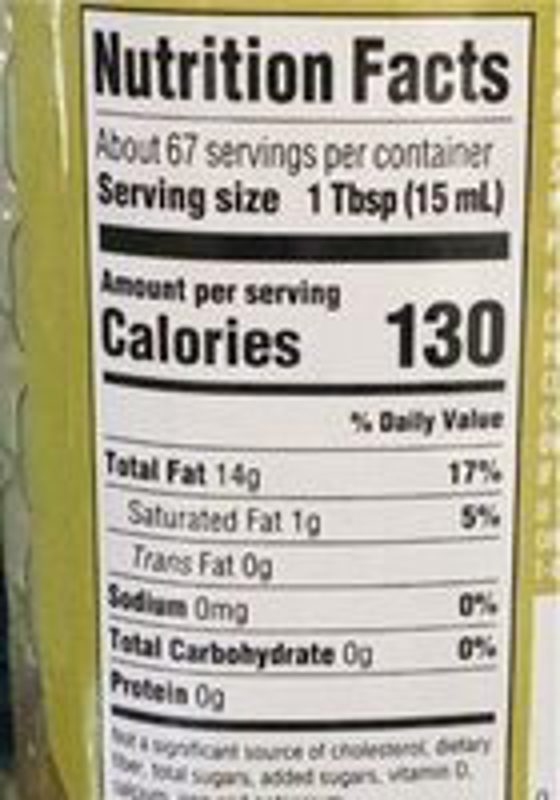 Nutrition Facts
About 67 servings per container
Serving size 1 Tbsp (15 mL)
Amount per serving
Calories 130
% Daily Value
Total Fat 14g 17%
Saturated Fat 1g 5%
Trans Fat 0g
Sodium 0mg 0%
Total Carbohydrate 0g 0%
Protein 0g
Not a significant source of cholesterol, dietary
fiber, total sugars, added sugars, vitamin D,